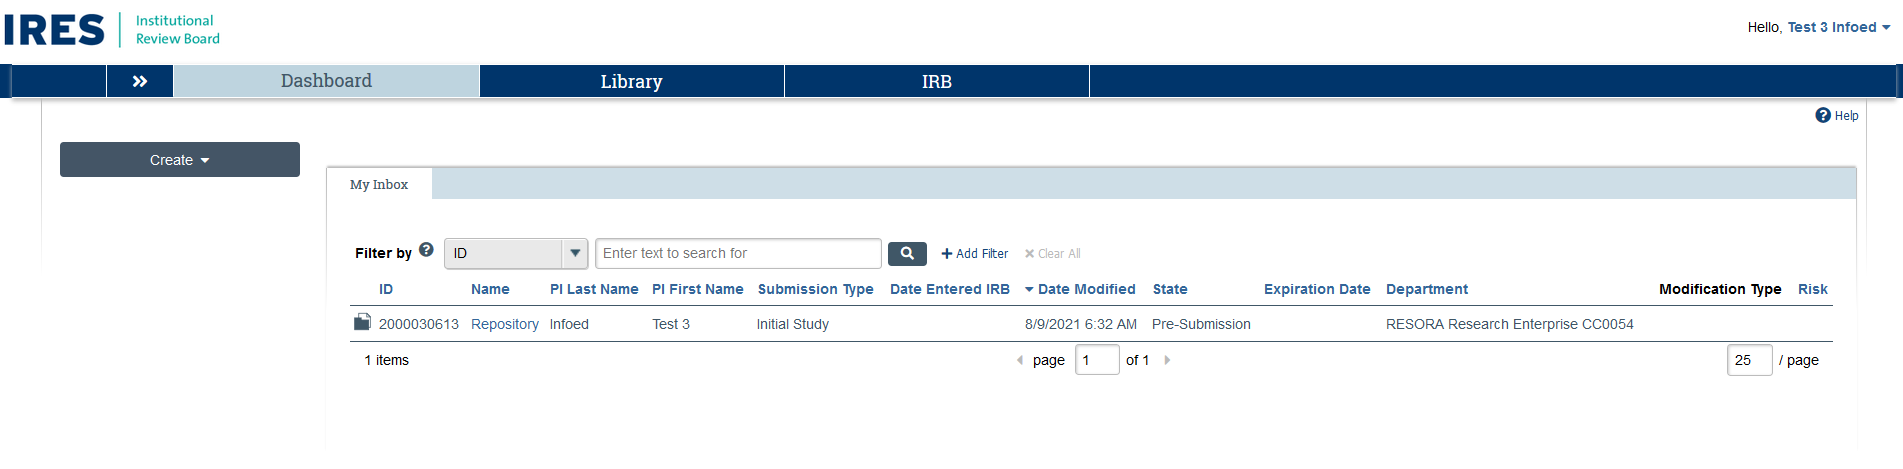 IRES
Institutional
Review Board
Hello, Test 3 Infoed
Dashboard
Library
IRB
Help
Create
My Inbox
Filter by ID Enter text to search for Add Filter Clear All
ID Name PI Last Name PI First Name Submission Type Date Entered IRB Date Modified State Expiration Date Department Modification Type Risk
2000030613 Repository Infoed Test 3 Initial Study 8/9/2021 6:32 AM Pre-Submission RESORA Research Enterprise CC0054
1 items page 1 of 1 25 / page